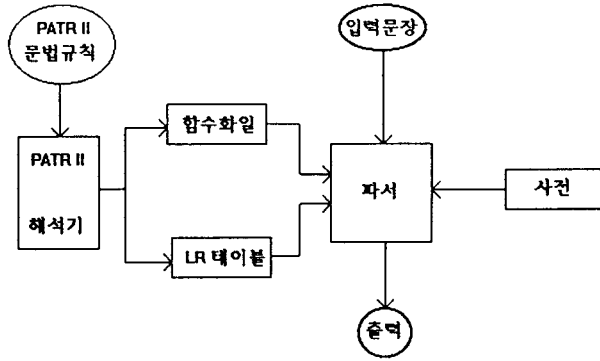 PATR II
문법규칙
입력문장
함수화일
PATR II
해석기
파서
사전
LR 테이블
출력